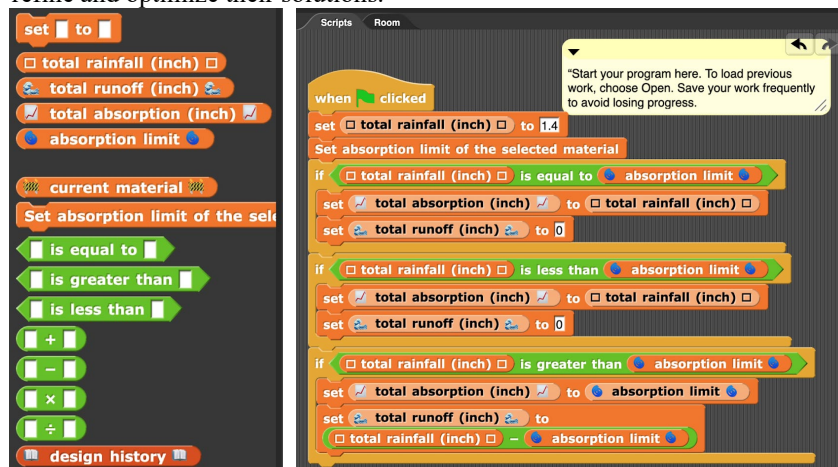 refine and optimize their solutions.
set to
total rainfall (inch)
total runoff (inch)
total absorption (inch)
absorption limit
current material
Set absorption limit of the sele
is equal to
is greater than
is less than
+
−
×
÷
design history
Scripts Room
"Start your program here. To load previous
work, choose Open. Save your work frequently
to avoid losing progress.
when clicked
set total rainfall (inch) to 1.4
Set absorption limit of the selected material
if total rainfall (inch) is equal to absorption limit
set total absorption (inch) to total rainfall (inch)
set total runoff (inch) to 0
if total rainfall (inch) is less than absorption limit
set total absorption (inch) to total rainfall (inch)
set total runoff (inch) to 0
if total rainfall (inch) is greater than absorption limit
set total absorption (inch) to absorption limit
set total runoff (inch) to
total rainfall (inch) − absorption limit